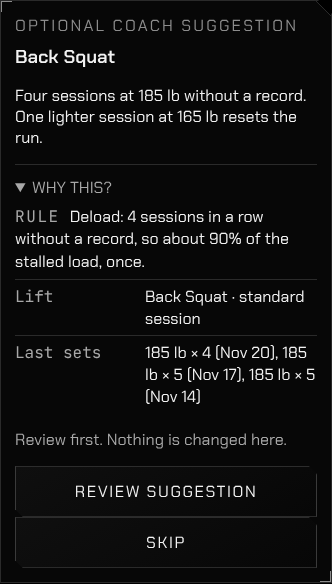 OPTIONAL COACH SUGGESTION
Back Squat
Four sessions at 185 lb without a record.
One lighter session at 165 lb resets the
run.
▼ WHY THIS?
RULE Deload: 4 sessions in a row
without a record, so about 90% of the
stalled load, once.
Lift
Back Squat · standard
session
Last sets
185 lb × 4 (Nov 20), 185
lb × 5 (Nov 17), 185 lb × 5
(Nov 14)
Review first. Nothing is changed here.
REVIEW SUGGESTION
SKIP